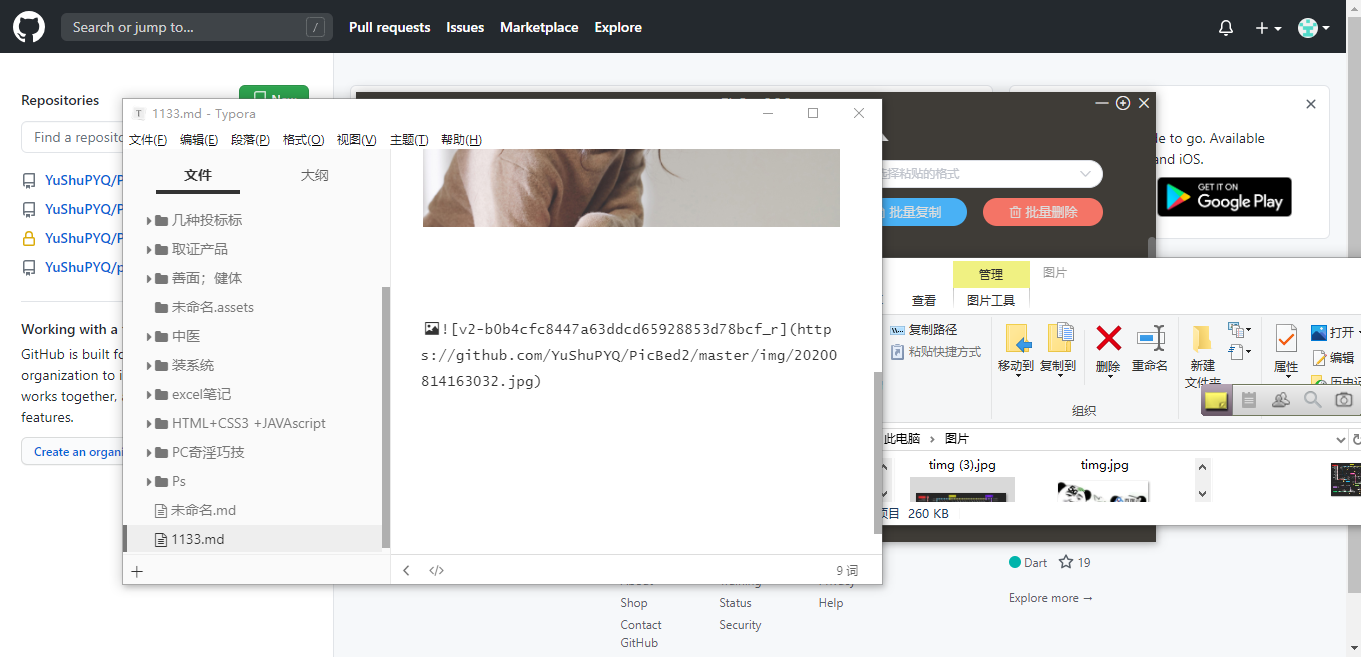 Search or jump to...
/
Pull requests
Issues
Marketplace
Explore
Repositories
New
Find a reposito
YuShuPYQ/P
YuShuPYQ/P
YuShuPYQ/P
YuShuPYQ/p
Working with a
GitHub is built fo
organization to i
works together,
features.
Create an organi
1133.md - Typora
文件(F)
编辑(E)
段落(P)
格式(O)
视图(V)
主题(T)
帮助(H)
文件
大纲
几种投标标
取证产品
善面；健体
未命名.assets
中医
装系统
excel笔记
HTML+CSS3 +JAVAscript
PC奇淫巧技
Ps
未命名.md
1133.md
![v2-b0b4cfc8447a63ddcd65928853d78bcf_r](http
s://github.com/YuShuPYQ/PicBed2/master/img/20200
814163032.jpg)
9 词
选择粘贴的格式
批量复制
批量删除
le to go. Available
and iOS.
GET IT ON
Google Play
管理
图片
查看
图片工具
复制路径
粘贴快捷方式
移动到
复制到
删除
重命名
新建
文件夹
属性
打开
编辑
历史记
组织
此电脑
图片
timg (3).jpg
timg.jpg
项目
260 KB
Dart
19
Explore more →
Shop
Contact
GitHub
Status
Security
Help